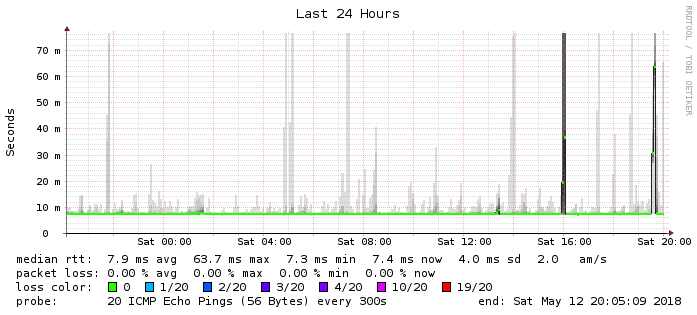 Last 24 Hours
RRDTOOL / TOBI OETIKER
Seconds
70 m
60 m
50 m
40 m
30 m
20 m
10 m
0
Sat 00:00 Sat 04:00 Sat 08:00 Sat 12:00 Sat 16:00 Sat 20:00
median rtt: 7.9 ms avg 63.7 ms max 7.3 ms min 7.4 ms now 4.0 ms sd 2.0 am/s
packet loss: 0.00 % avg 0.00 % max 0.00 % min 0.00 % now
loss color: 0 1/20 2/20 3/20 4/20 10/20 19/20
probe: 20 ICMP Echo Pings (56 Bytes) every 300s end: Sat May 12 20:05:09 2018